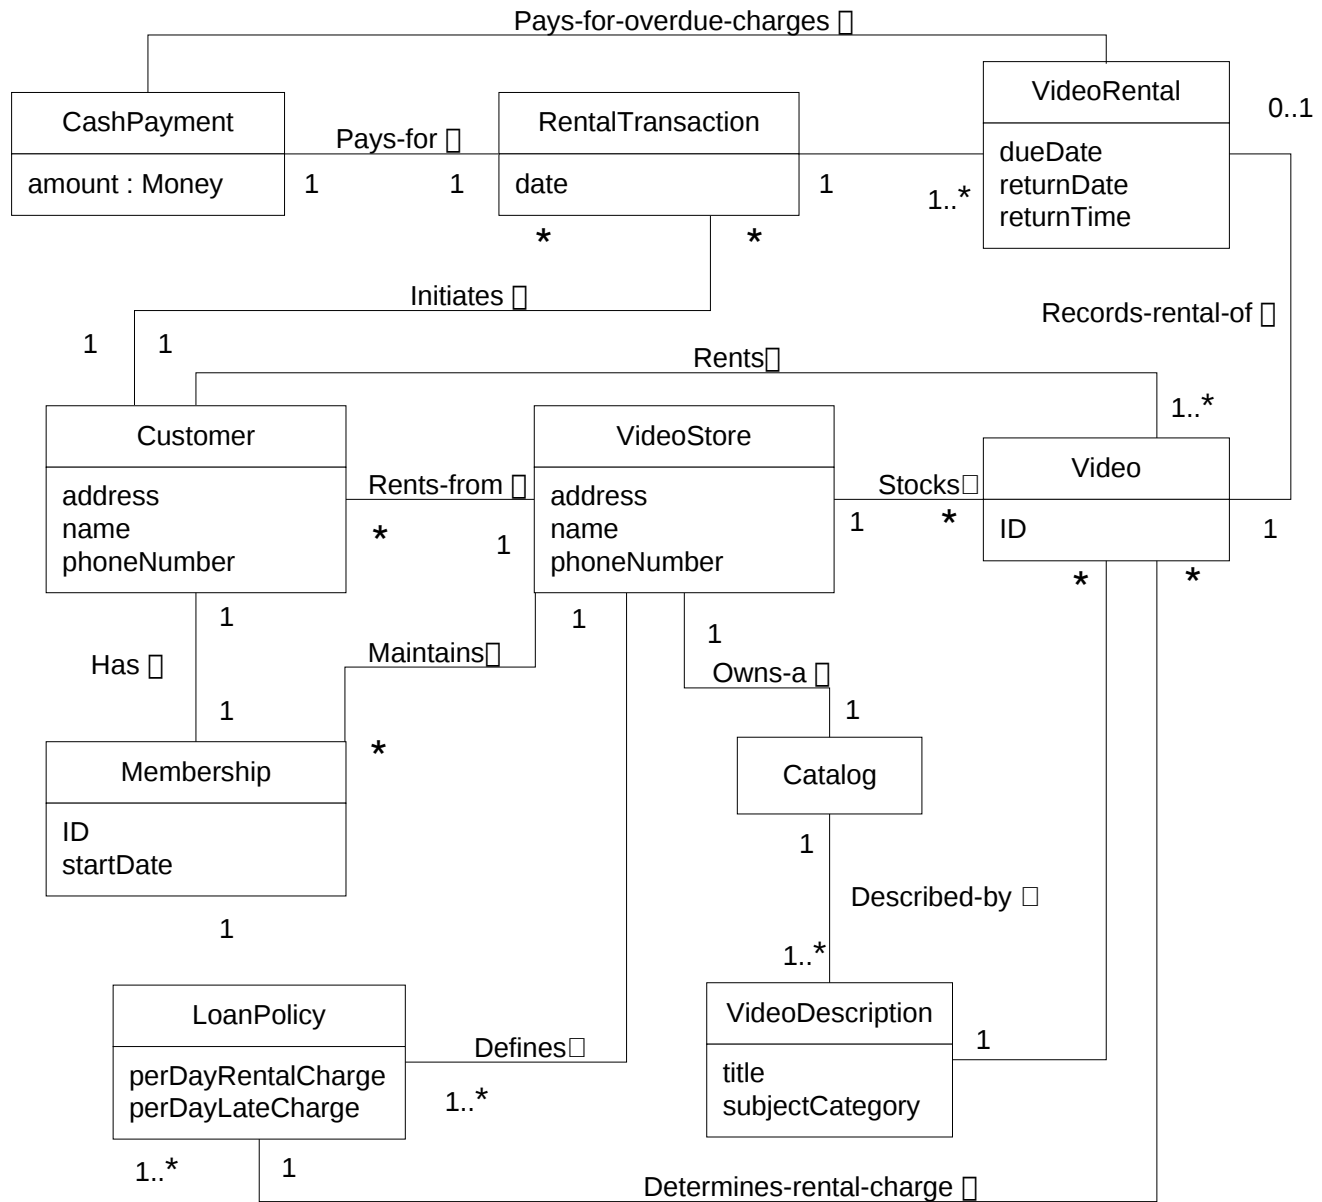 Pays-for-overdue-charges
CashPayment
amount : Money
Pays-for
1
1
RentalTransaction
date
1
1..*
VideoRental
dueDate
returnDate
returnTime
0..1
*
*
Initiates
1
1
Records-rental-of
Rents
1..*
Customer
address
name
phoneNumber
Rents-from
*
1
VideoStore
address
name
phoneNumber
Stocks
1
*
Video
ID
1
*
*
1
Has
1
Maintains
*
1
1
Owns-a
1
Membership
ID
startDate
1
Catalog
1
Described-by
1..*
LoanPolicy
perDayRentalCharge
perDayLateCharge
Defines
1..*
VideoDescription
title
subjectCategory
1
1..*
1
Determines-rental-charge